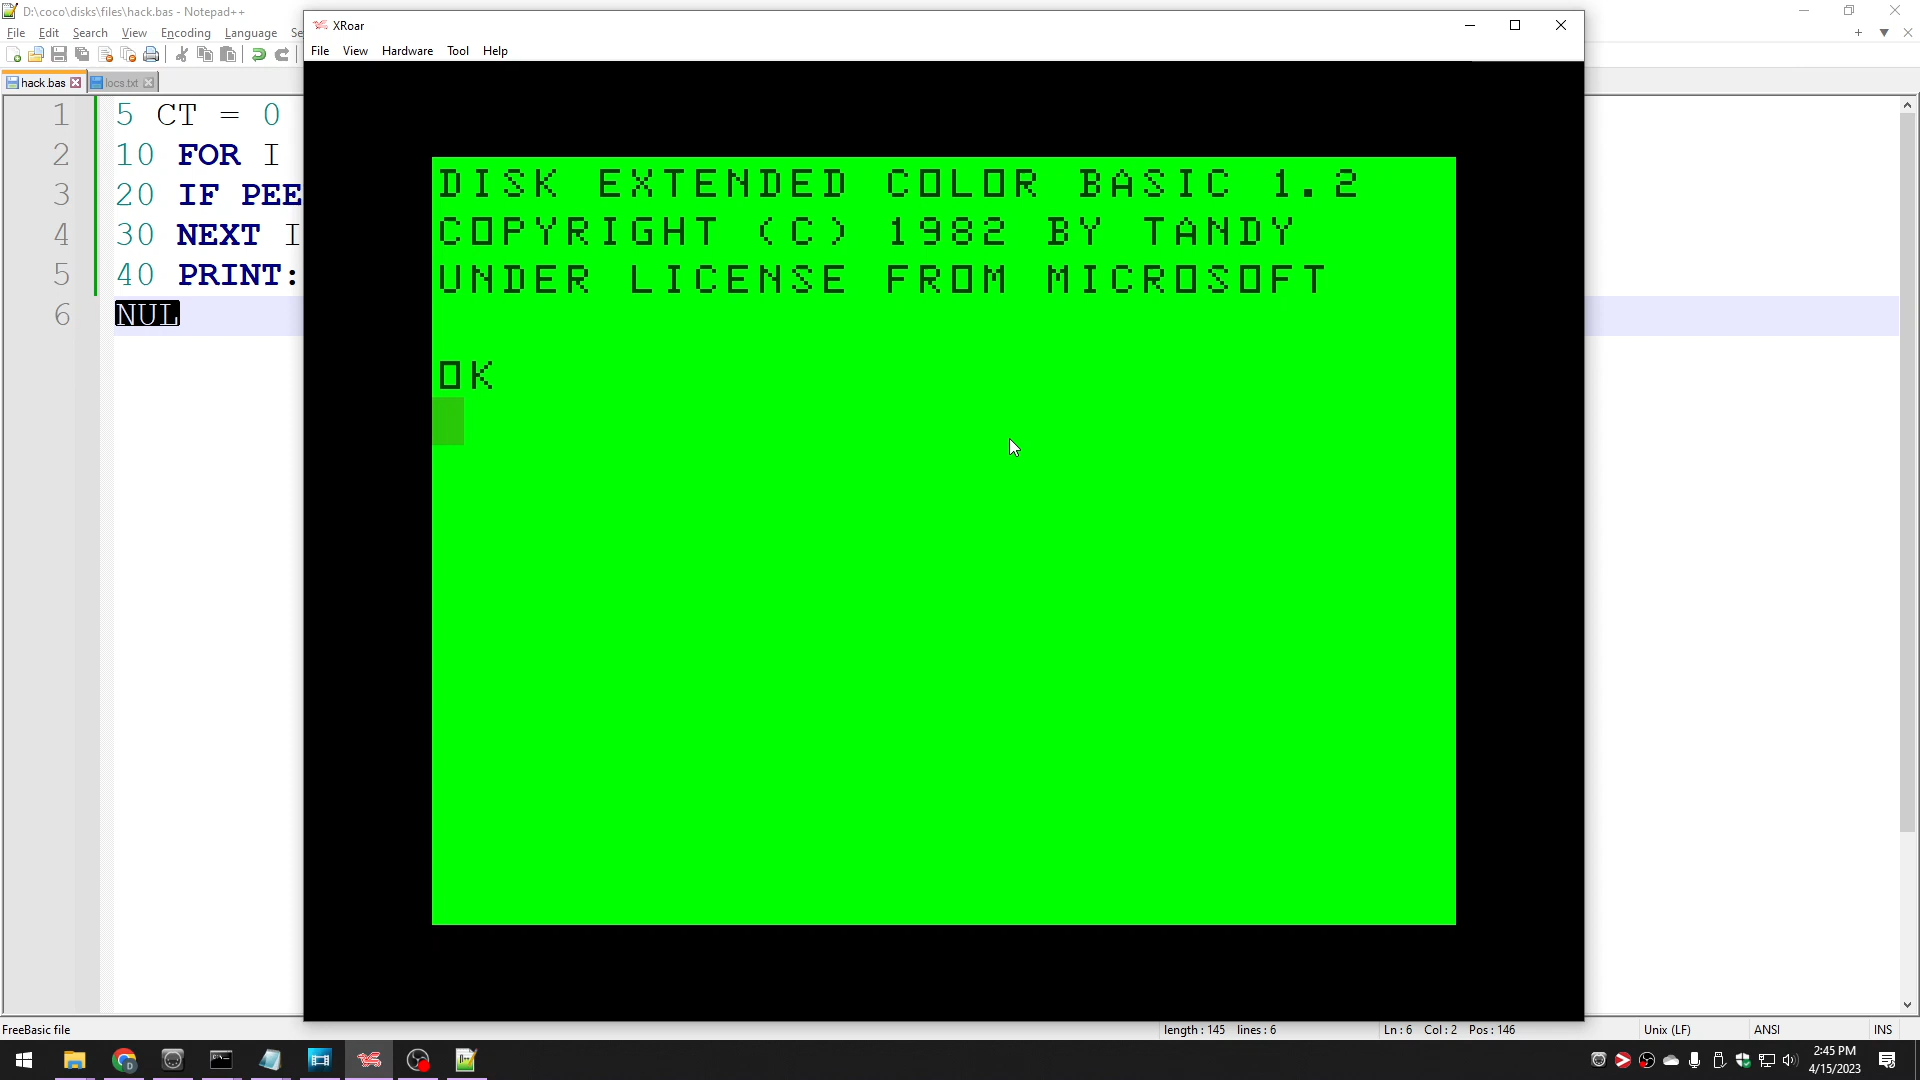 D:\coco\disks\files\hack.bas - Notepad++
File Edit Search View Encoding Language Se
hack.bas locs.txt
XRoar
File View Hardware Tool Help
1 5 CT = 0
2 10 FOR I
3 20 IF PEE
4 30 NEXT I
5 40 PRINT:
6 NUL
DISK EXTENDED COLOR BASIC 1.2
COPYRIGHT (C) 1982 BY TANDY
UNDER LICENSE FROM MICROSOFT
OK
FreeBasic file length : 145 lines : 6 Ln : 6 Col : 2 Pos : 146 Unix (LF) ANSI INS
2:45 PM
4/15/2023